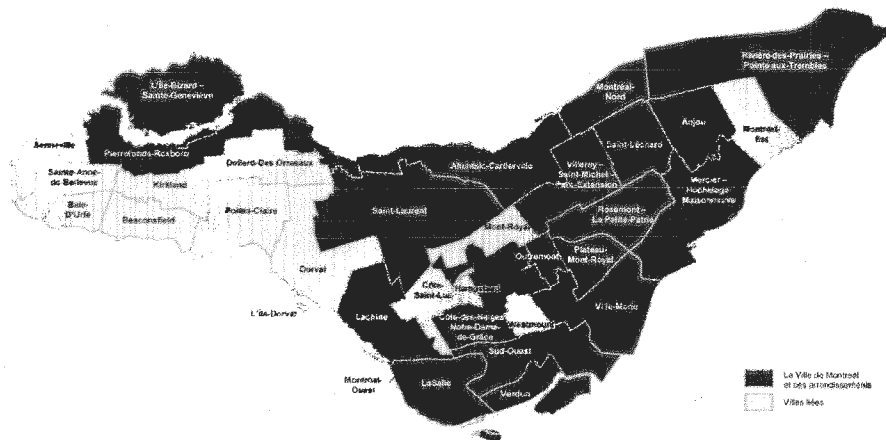 L'Île-Bizard –
Sainte-Geneviève
Rivière-des-Prairies –
Pointe-aux-Trembles
Montréal-
Nord
Anjou
Montréal-
Est
Senneville
Pierrefonds-Roxboro
Dollard-Des Ormeaux
Ahuntsic-Cartierville
Villeray –
Saint-Michel –
Parc-Extension
Saint-Léonard
Sainte-Anne-
de-Bellevue
Kirkland
Mercier –
Hochelaga-
Maisonneuve
Baie-
D'Urfé
Beaconsfield
Pointe-Claire
Saint-Laurent
Rosemont –
La Petite-Patrie
Mont-Royal
Outremont
Plateau-
Mont-Royal
Dorval
Côte-
Saint-Luc
Hampstead
Ville-Marie
L'Île-Dorval
Lachine
Côte-des-Neiges
Notre-Dame-
de-Grâce
Westmount
Sud-Ouest
Montréal-
Ouest
LaSalle
Verdun
La Ville de Montréal
et ses arrondissements
Villes liées